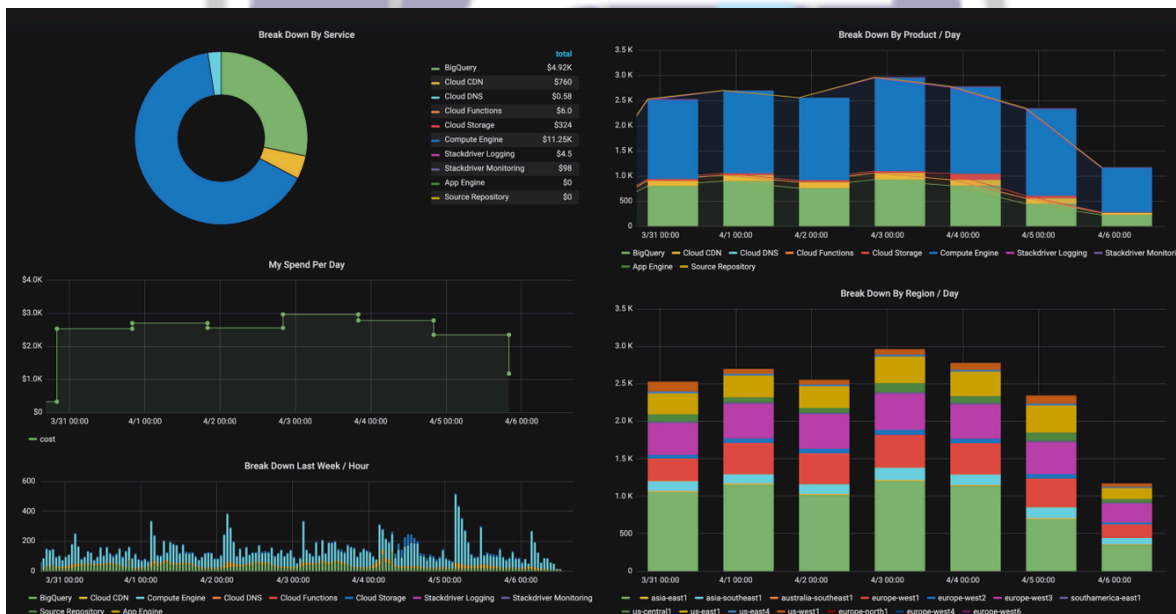 Break Down By Service
total
BigQuery $4.92K
Cloud CDN $760
Cloud DNS $0.58
Cloud Functions $6.0
Cloud Storage $324
Compute Engine $11.25K
Stackdriver Logging $4.5
Stackdriver Monitoring $98
App Engine $0
Source Repository $0
My Spend Per Day
$4.0K
$3.0K
$2.0K
$1.0K
$0
3/31 00:00 4/1 00:00 4/2 00:00 4/3 00:00 4/4 00:00 4/5 00:00 4/6 00:00
cost
Break Down Last Week / Hour
600
400
200
0
3/31 00:00 4/1 00:00 4/2 00:00 4/3 00:00 4/4 00:00 4/5 00:00 4/6 00:00
BigQuery Cloud CDN Compute Engine Cloud DNS Cloud Functions Cloud Storage Stackdriver Logging Stackdriver Monitoring
Source Repository App Engine
Break Down By Product / Day
3.5 K
3.0 K
2.5 K
2.0 K
1.5 K
1.0 K
500
0
3/31 00:00 4/1 00:00 4/2 00:00 4/3 00:00 4/4 00:00 4/5 00:00 4/6 00:00
BigQuery Cloud CDN Cloud DNS Cloud Functions Cloud Storage Compute Engine Stackdriver Logging Stackdriver Monitori
App Engine Source Repository
Break Down By Region / Day
3.5 K
3.0 K
2.5 K
2.0 K
1.5 K
1.0 K
500
0
3/31 00:00 4/1 00:00 4/2 00:00 4/3 00:00 4/4 00:00 4/5 00:00 4/6 00:00
asia-east1 asia-southeast1 australia-southeast1 europe-west1 europe-west2 europe-west3 southamerica-east1
us-central1 us-east1 us-east4 us-west1 europe-north1 europe-west4 europe-west6